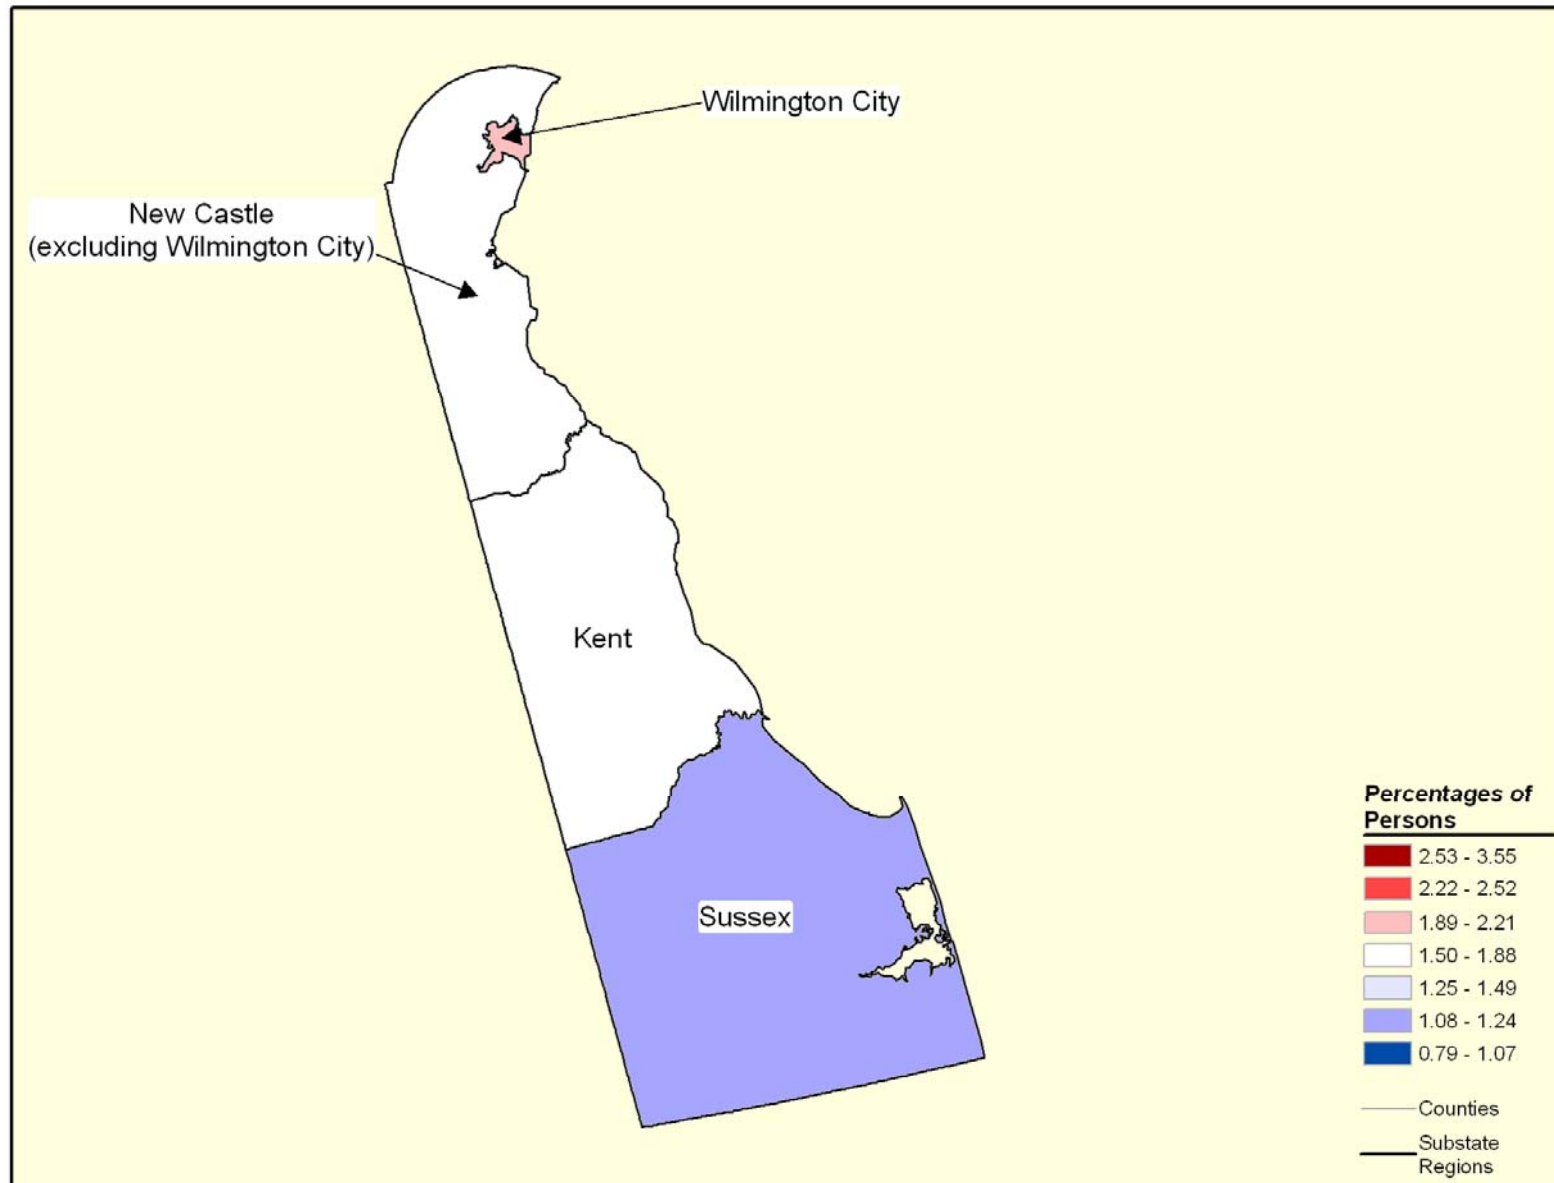 Wilmington City
New Castle
(excluding Wilmington City)
Kent
Sussex
Percentages of
Persons
2.53 - 3.55
2.22 - 2.52
1.89 - 2.21
1.50 - 1.88
1.25 - 1.49
1.08 - 1.24
0.79 - 1.07
Counties
Substate
Regions